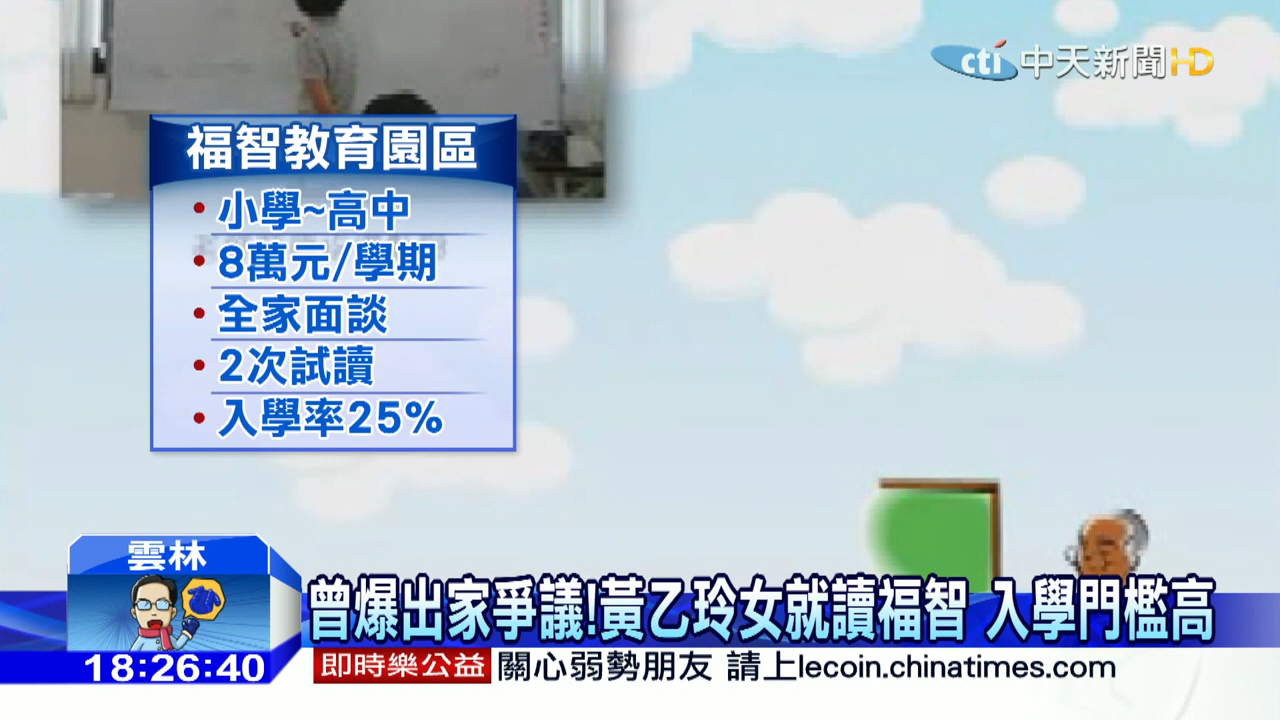 cti 中天新聞HD
福智教育園區
小學~高中
8萬元/學期
全家面談
2次試讀
入學率25%
雲林
曾爆出家爭議!黃乙玲女就讀福智 入學門檻高
18:26:40
即時樂公益 關心弱勢朋友 請上lecoin.chinatimes.com